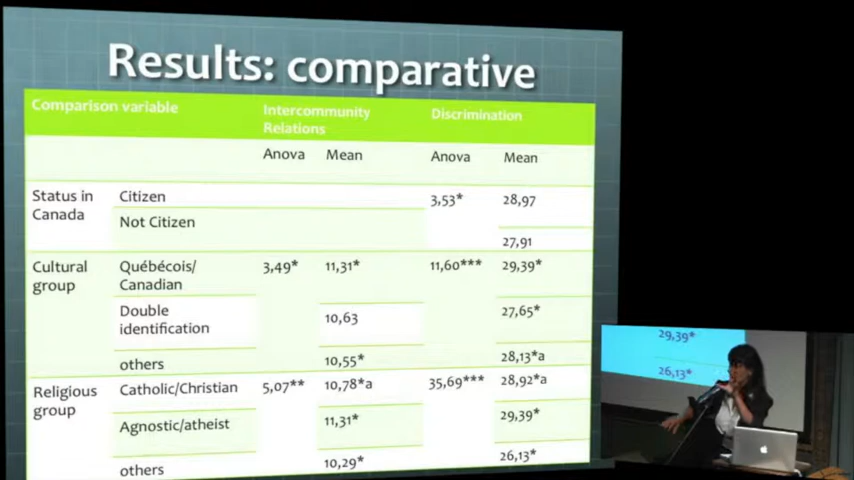 Results: comparative
Comparison variable Intercommunity Relations Discrimination
Anova Mean Anova Mean
Status in Canada Citizen 3,53* 28,97
Not Citizen 27,91
Cultural group Québécois/ Canadian 3,49* 11,31* 11,60*** 29,39*
Double identification 10,63 27,65*
others 10,55* 28,13*a
Religious group Catholic/Christian 5,07** 10,78*a 35,69*** 28,92*a
Agnostic/atheist 11,31* 29,39*
others 10,29* 26,13*
29,39*
26,13*